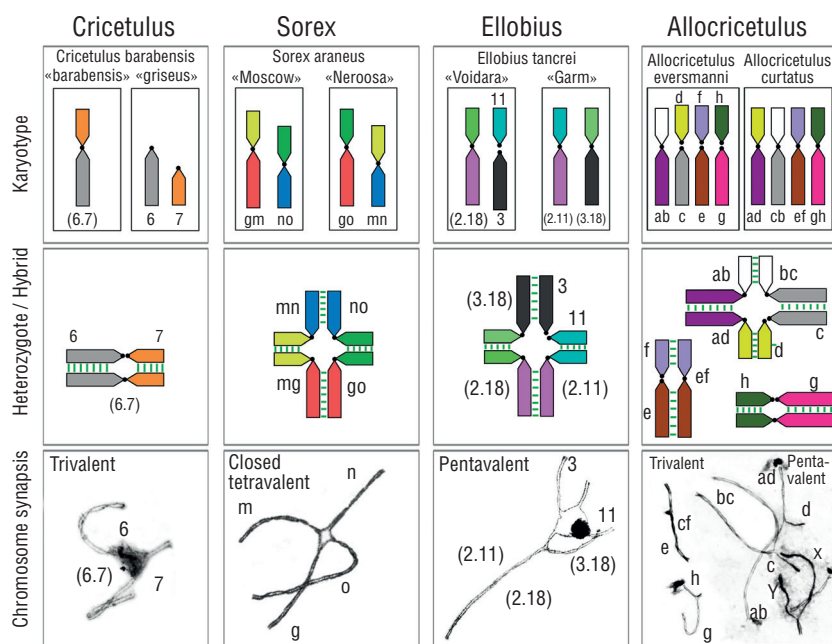 Cricetulus
Sorex
Ellobius
Allocricetulus
Karyotype
Cricetulus barabensis
«barabensis» «griseus»
(6.7)
6 7
Sorex araneus
«Moscow» «Neroosa»
gm no
go mn
Ellobius tancrei
«Voidara» «Garm»
11
(2.18) 3
(2.11) (3.18)
Allocricetulus
eversmanni
d f h
ab c e g
Allocricetulus
curtatus
ad cb ef gh
Heterozygote / Hybrid
6 7
(6.7)
mn no
mg go
(3.18) 3
11
(2.18) (2.11)
ab bc
ad d c
f ef
e
h g
Chromosome synapsis
Trivalent
6
(6.7)
7
Closed
tetravalent
n
m
o
g
Pentavalent
3
11
(2.11)
(3.18)
(2.18)
Trivalent
cf
e
h
g
Penta-
valent
ad
bc
d
c
x
Y
ab